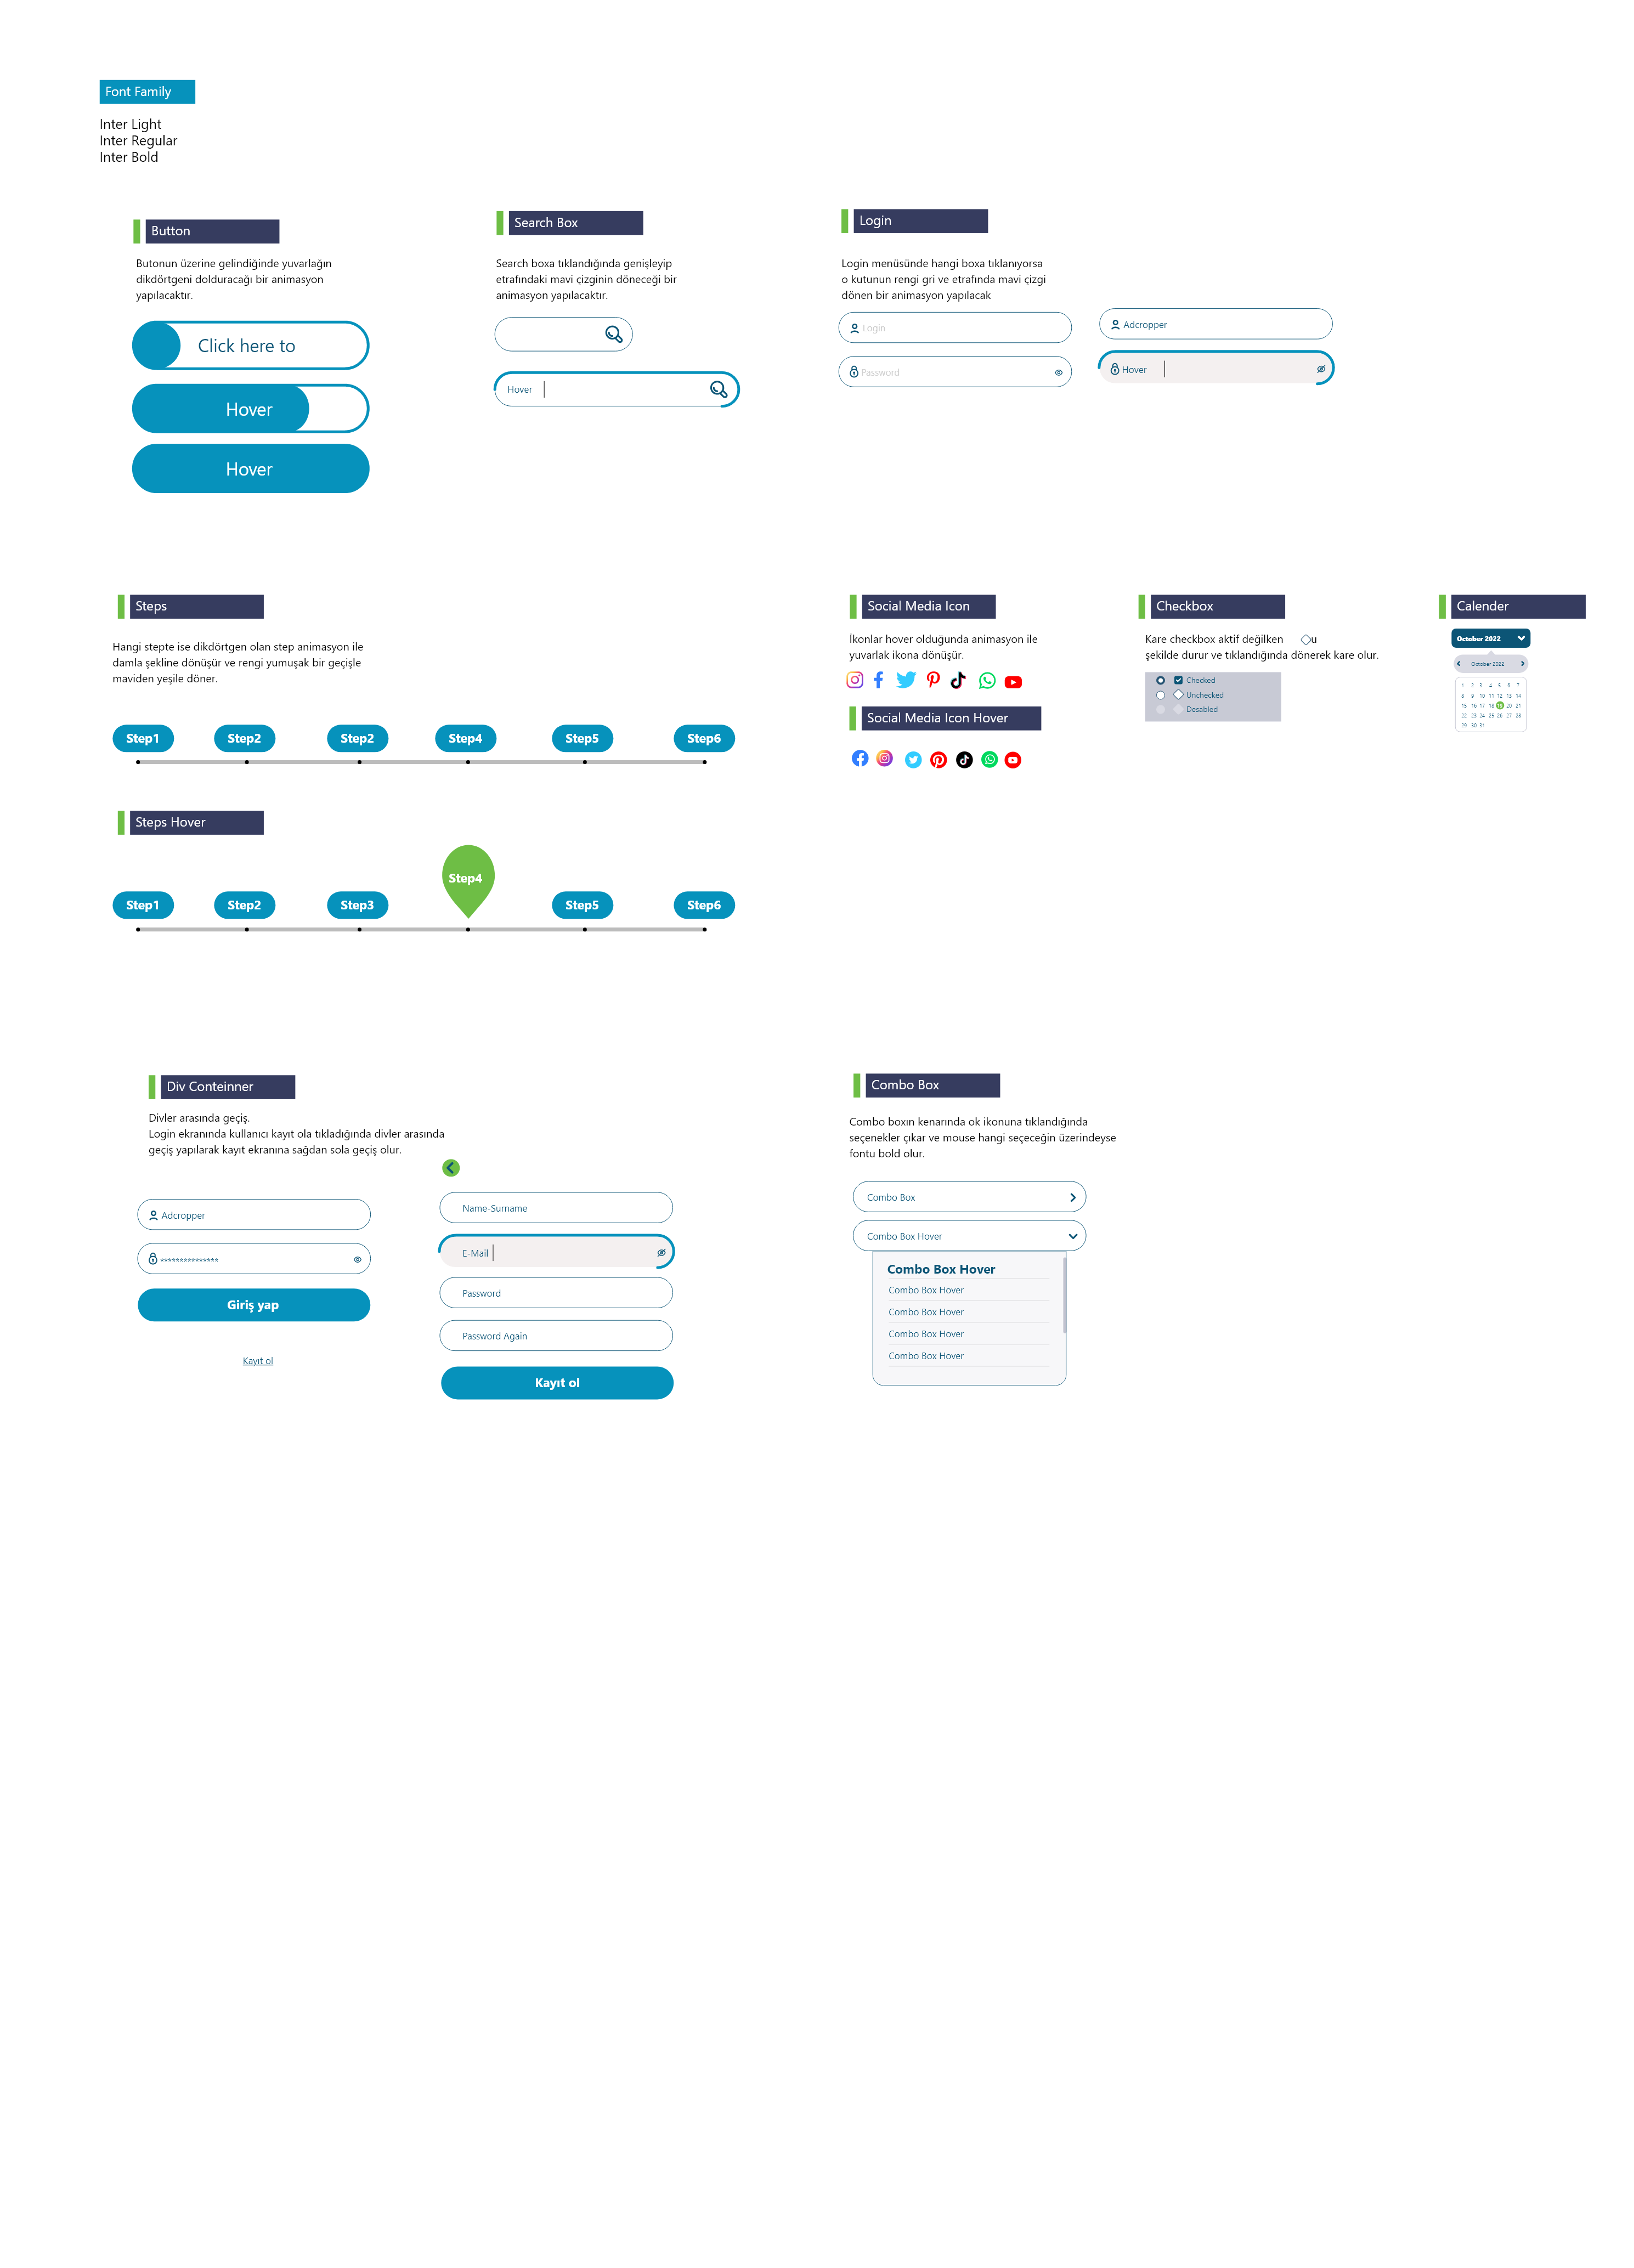 Font Family
Inter Light
Inter Regular
Inter Bold
Button
Butonun üzerine gelindiğinde yuvarlağın
dikdörtgeni dolduracağı bir animasyon
yapılacaktır.
Click here to
Hover
Hover
Search Box
Search boxa tıklandığında genişleyip
etrafındaki mavi çizginin döneceği bir
animasyon yapılacaktır.
Hover
Login
Login menüsünde hangi boxa tıklanıyorsa
o kutunun rengi gri ve etrafında mavi çizgi
dönen bir animasyon yapılacak
Login
Password
Adcropper
Hover
Steps
Hangi stepte ise dikdörtgen olan step animasyon ile
damla şekline dönüşür ve rengi yumuşak bir geçişle
maviden yeşile döner.
Step1 Step2 Step2 Step4 Step5 Step6
Steps Hover
Step4
Step1 Step2 Step3 Step5 Step6
Social Media Icon
İkonlar hover olduğunda animasyon ile
yuvarlak ikona dönüşür.
Social Media Icon Hover
Checkbox
Kare checkbox aktif değilken u
şekilde durur ve tıklandığında dönerek kare olur.
Checked
Unchecked
Desabled
Calender
October 2022
October 2022
1 2 3 4 5 6 7
8 9 10 11 12 13 14
15 16 17 18 19 20 21
22 23 24 25 26 27 28
29 30 31
Div Conteinner
Divler arasında geçiş.
Login ekranında kullanıcı kayıt ola tıkladığında divler arasında
geçiş yapılarak kayıt ekranına sağdan sola geçiş olur.
Adcropper
***************
Giriş yap
Kayıt ol
Name-Surname
E-Mail
Password
Password Again
Kayıt ol
Combo Box
Combo boxın kenarında ok ikonuna tıklandığında
seçenekler çıkar ve mouse hangi seçeceğin üzerindeyse
fontu bold olur.
Combo Box
Combo Box Hover
Combo Box Hover
Combo Box Hover
Combo Box Hover
Combo Box Hover
Combo Box Hover